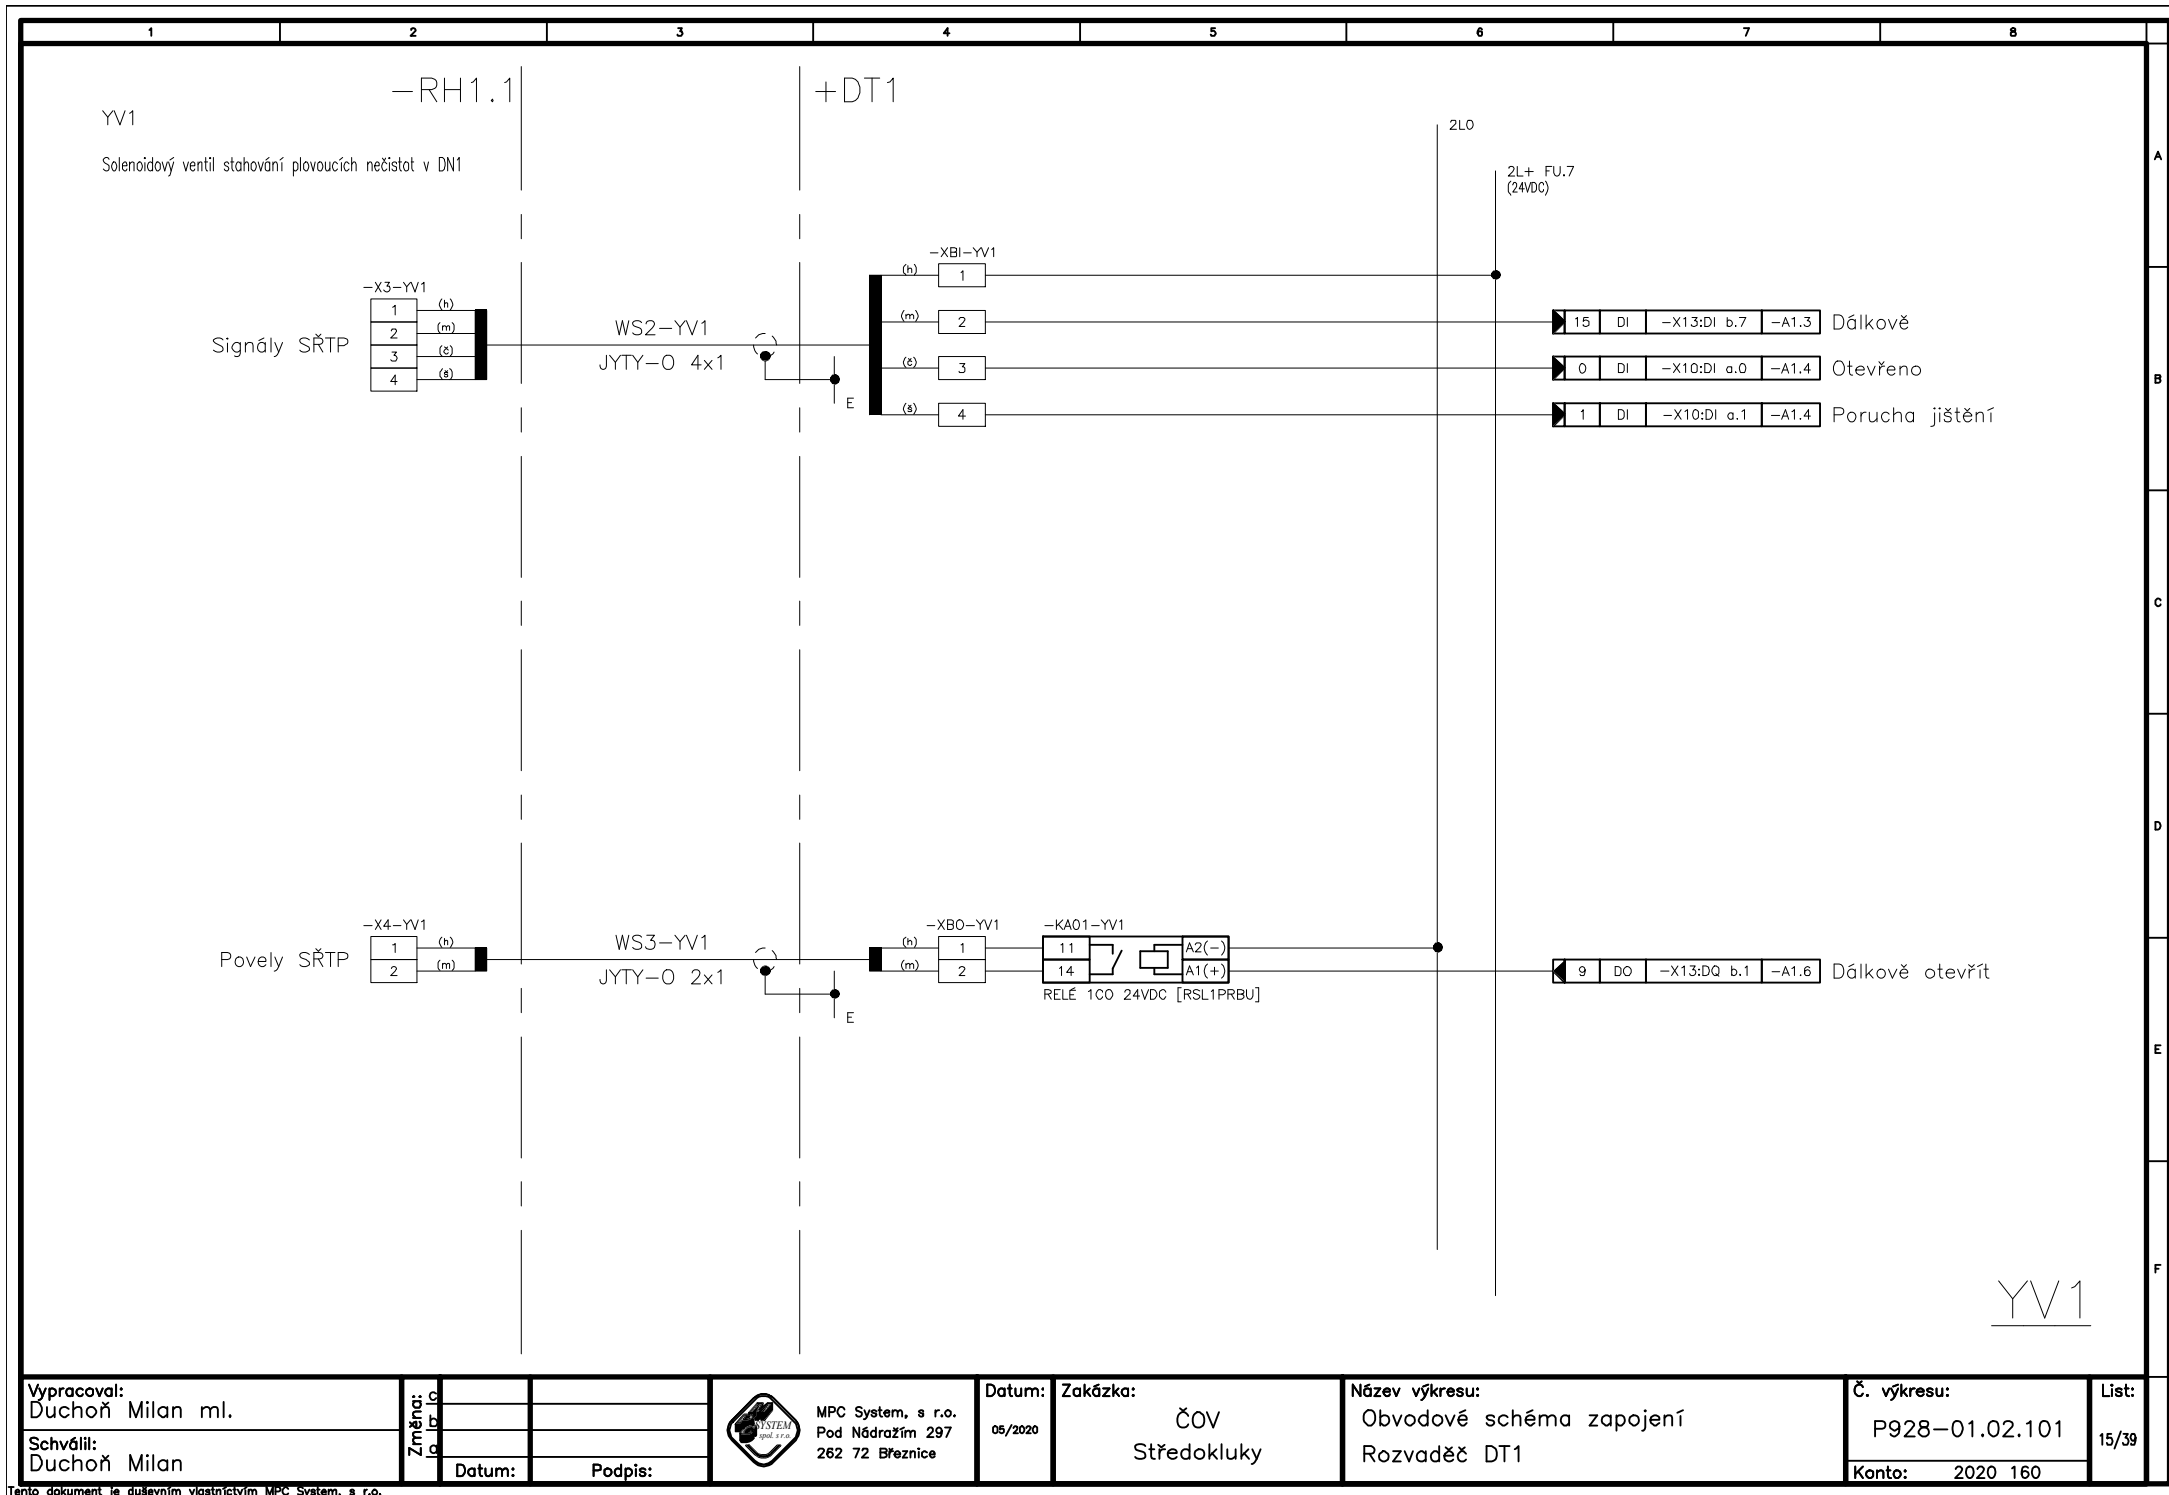 1 2 3 4 5 6 7 8
-RH1.1
+DT1
YV1
Solenoidový ventil stahování plovoucích nečistot v DN1
2L0
2L+ FU.7
(24VDC)
A
B
C
D
E
F
-X3-YV1
Signály SŘTP
1 (h)
2 (m)
3 (č)
4 (š)
WS2-YV1
JYTY-O 4x1
E
-XBI-YV1
(h) 1
(m) 2
(č) 3
(š) 4
15 DI -X13:DI b.7 -A1.3 Dálkově
0 DI -X10:DI a.0 -A1.4 Otevřeno
1 DI -X10:DI a.1 -A1.4 Porucha jištění
-X4-YV1
Povely SŘTP
1 (h)
2 (m)
WS3-YV1
JYTY-O 2x1
E
-XBO-YV1
(h) 1
(m) 2
-KA01-YV1
11 A2(-)
14 A1(+)
RELÉ 1CO 24VDC [RSL1PRBU]
9 DO -X13:DQ b.1 -A1.6 Dálkově otevřít
YV1
Vypracoval:
Duchoň Milan ml.
Schválil:
Duchoň Milan
Změna:
c
b
a
Datum:
Podpis:
SYSTEM
spol. s r.o.
MPC System, s r.o.
Pod Nádražím 297
262 72 Březnice
Datum:
05/2020
Zakázka:
ČOV
Středokluky
Název výkresu:
Obvodové schéma zapojení
Rozvaděč DT1
Č. výkresu:
P928-01.02.101
Konto: 2020 160
List:
15/39
Tento dokument je duševním vlastníctvím MPC System, s r.o.